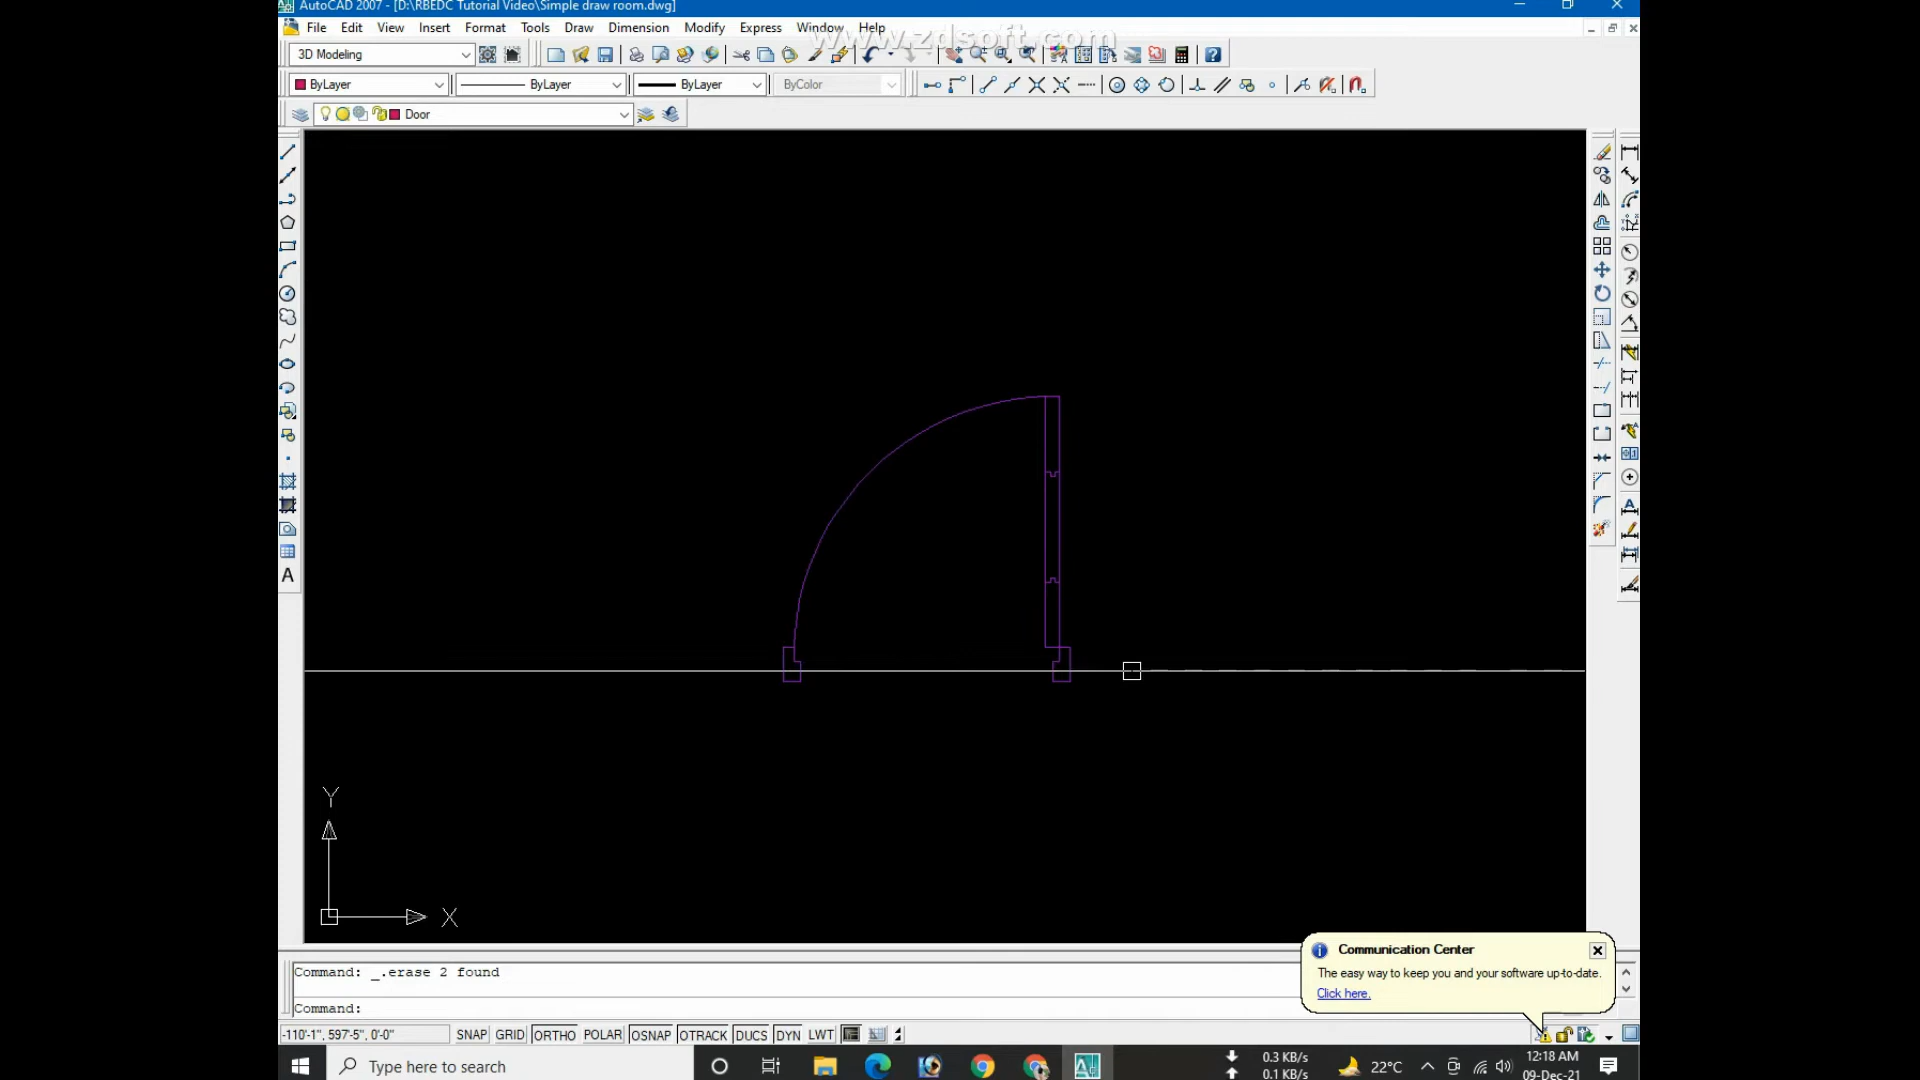 AutoCAD 2007 - [D:\RBEDC Tutorial Video\Simple draw room.dwg]
File Edit View Insert Format Tools Draw Dimension Modify Express Window Help
www.zdsoft.com
3D Modeling
ByLayer ByLayer ByLayer ByColor
Door
A
Y
X
Command: _.erase 2 found
Command:
Communication Center
The easy way to keep you and your software up-to-date.
Click here.
-110'-1", 597'-5", 0'-0" SNAP GRID ORTHO POLAR OSNAP OTRACK DUCS DYN LWT
Type here to search
0.3 KB/s
0.1 KB/s
22°C
12:18 AM
09-Dec-21